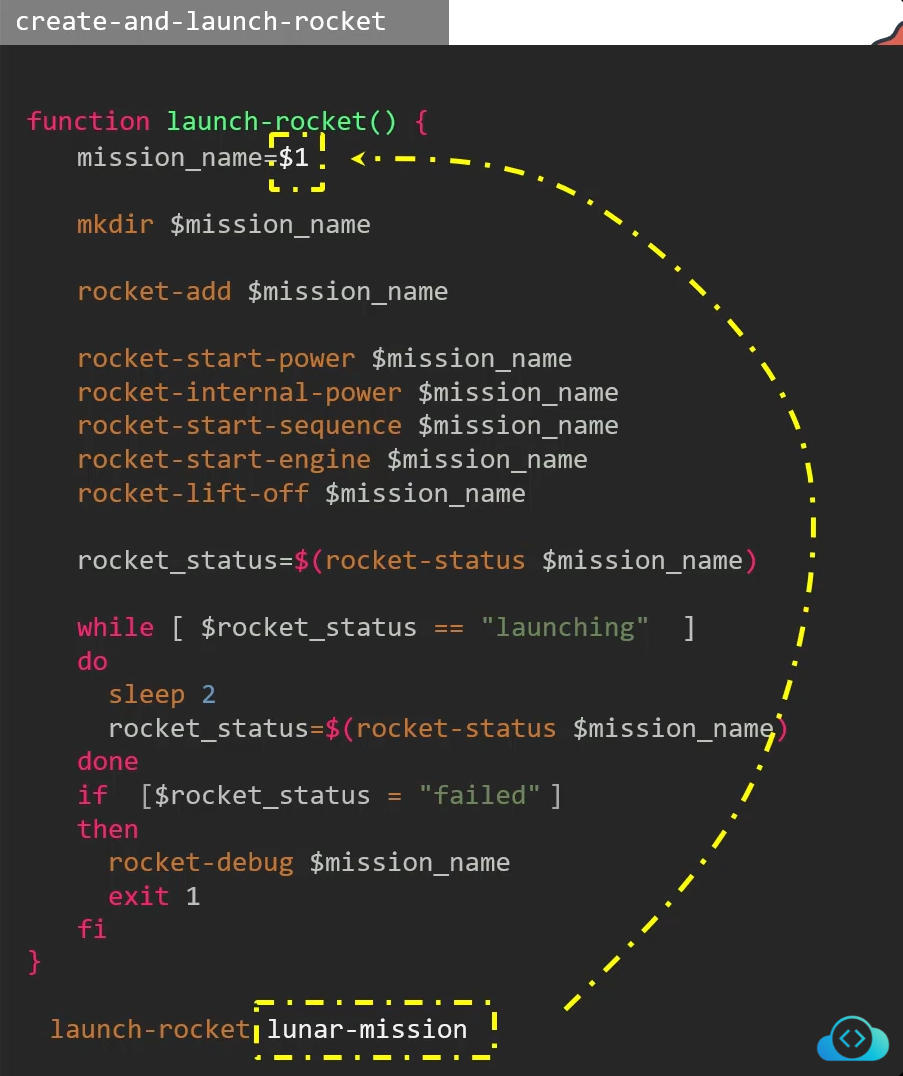 create-and-launch-rocket
function launch-rocket() {
mission_name=$1
mkdir $mission_name
rocket-add $mission_name
rocket-start-power $mission_name
rocket-internal-power $mission_name
rocket-start-sequence $mission_name
rocket-start-engine $mission_name
rocket-lift-off $mission_name
rocket_status=$(rocket-status $mission_name)
while [ $rocket_status == "launching" ]
do
sleep 2
rocket_status=$(rocket-status $mission_name)
done
if [$rocket_status = "failed" ]
then
rocket-debug $mission_name
exit 1
fi
}
launch-rocket lunar-mission